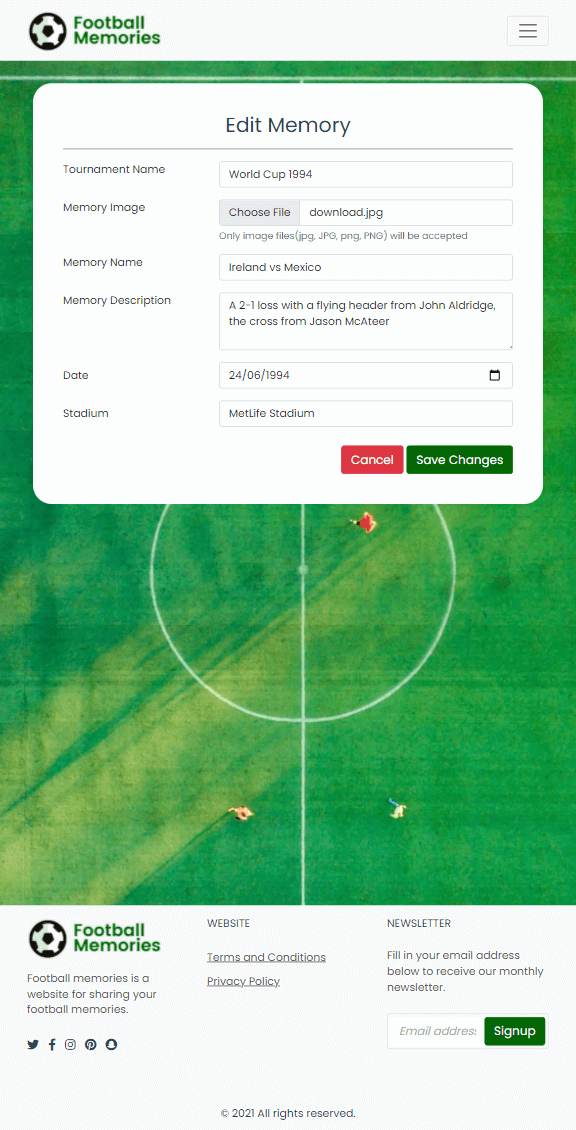 Football
Memories
Edit Memory
Tournament Name
World Cup 1994
Memory Image
Choose File download.jpg
Only image files(jpg, JPG, png, PNG) will be accepted
Memory Name
Ireland vs Mexico
Memory Description
A 2-1 loss with a flying header from John Aldridge,
the cross from Jason McAteer
Date
24/06/1994
Stadium
MetLife Stadium
Cancel
Save Changes
Football
Memories
Football memories is a
website for sharing your
football memories.
WEBSITE
Terms and Conditions
Privacy Policy
NEWSLETTER
Fill in your email address
below to receive our monthly
newsletter.
Email address
Signup
© 2021 All rights reserved.